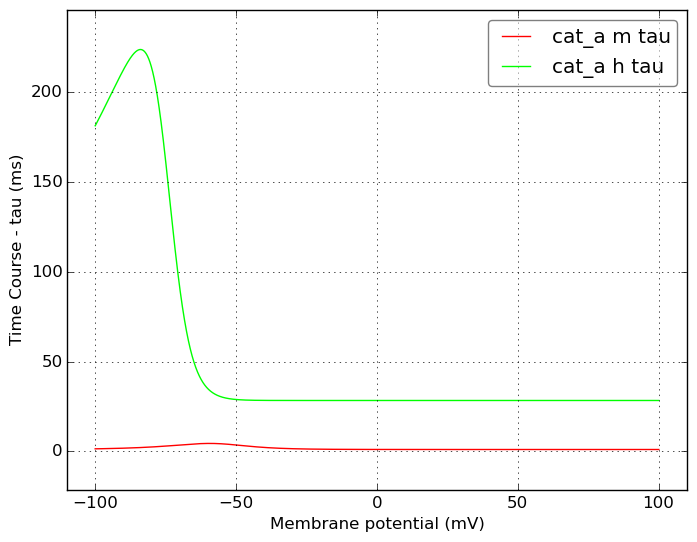 cat_a m tau
cat_a h tau
200
150
100
50
0
Time Course - tau (ms)
−100
−50
0
50
100
Membrane potential (mV)